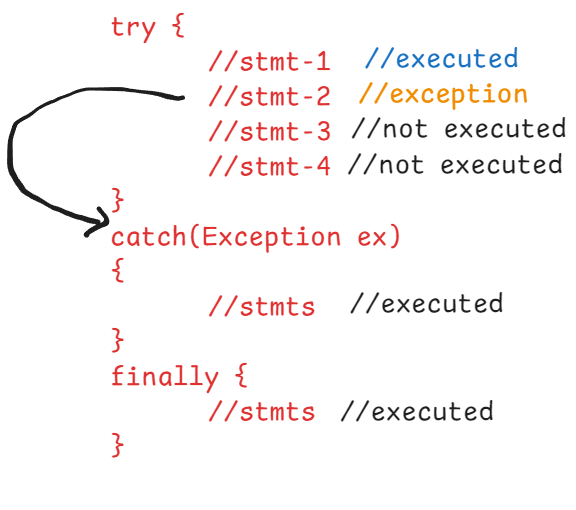 try {
//stmt-1 //executed
//stmt-2 //exception
//stmt-3 //not executed
//stmt-4 //not executed
}
catch(Exception ex)
{
//stmts //executed
}
finally {
//stmts //executed
}